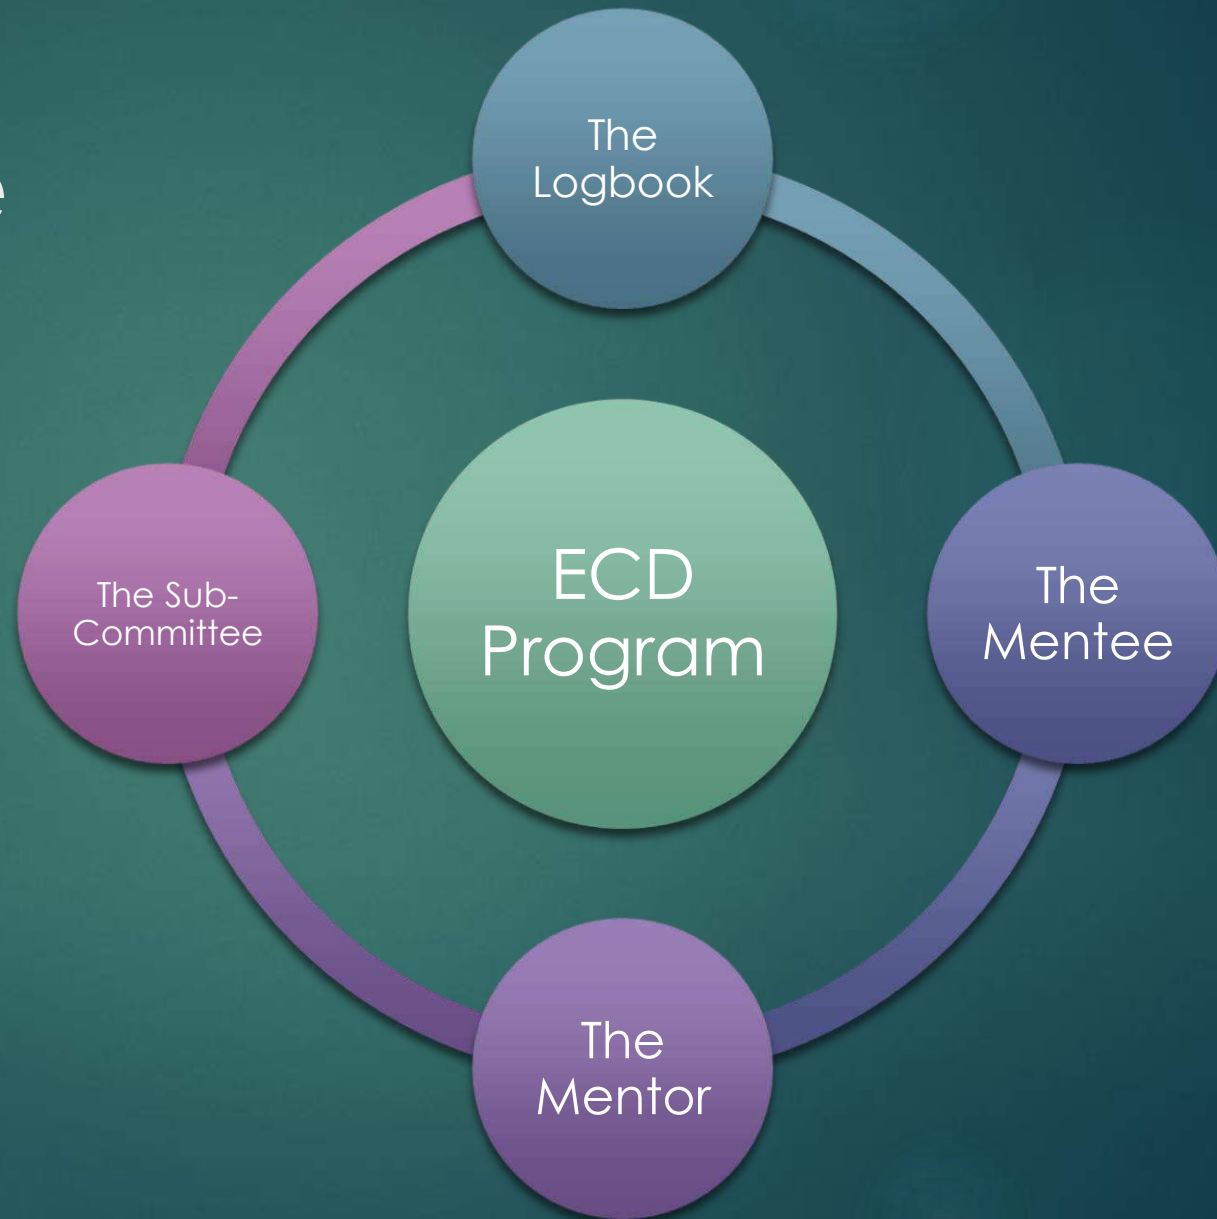 The
Logbook
ECD
Program
The
Mentee
The Sub-
Committee
The
Mentor